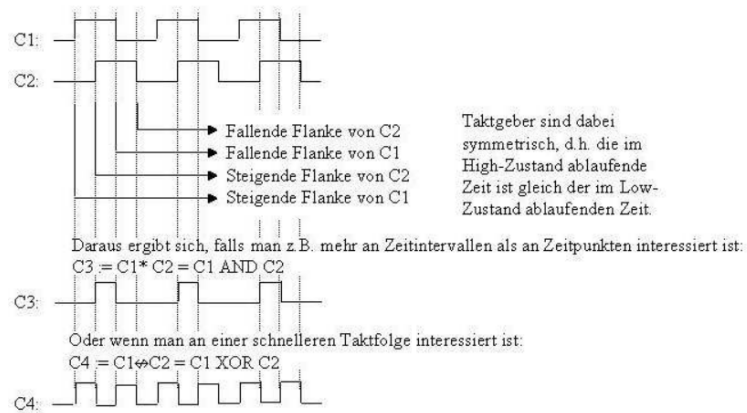 C1:
C2:
Fallende Flanke von C2
Fallende Flanke von C1
Steigende Flanke von C2
Steigende Flanke von C1
Taktgeber sind dabei
symmetrisch, d.h. die im
High-Zustand ablaufende
Zeit ist gleich der im Low-
Zustand ablaufenden Zeit.
Daraus ergibt sich, falls man z.B. mehr an Zeitintervallen als an Zeitpunkten interessiert ist:
C3 := C1* C2 = C1 AND C2
C3:
Oder wenn man an einer schnelleren Taktfolge interessiert ist:
C4 := C1⇎C2 = C1 XOR C2
C4: